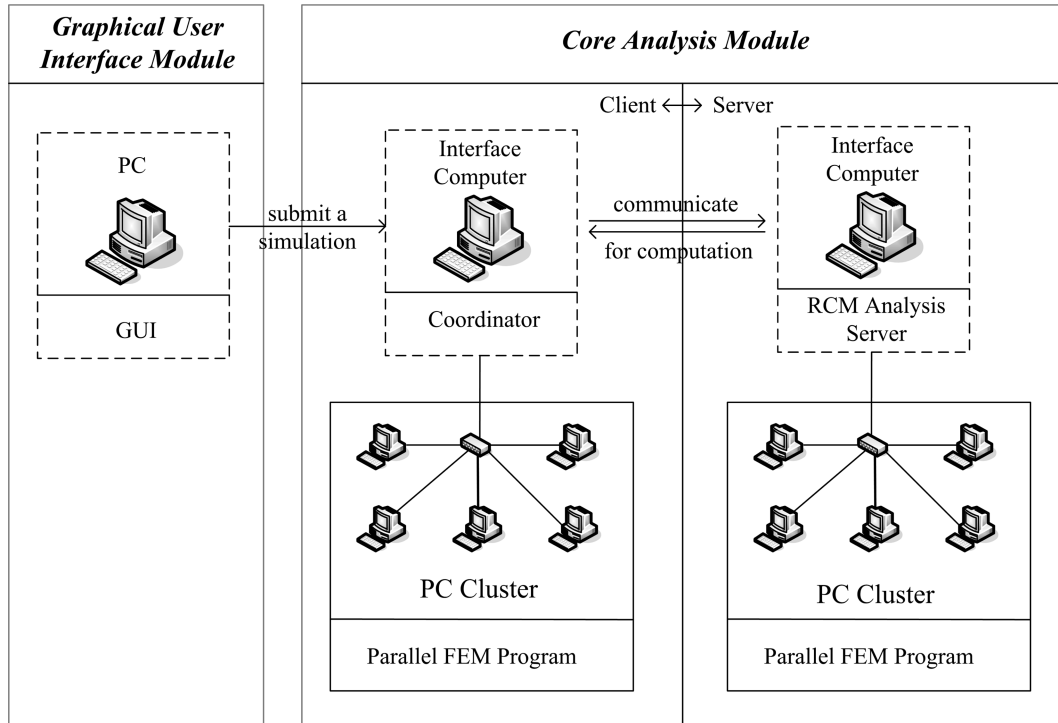 Graphical User
Interface Module
Core Analysis Module
Client
Server
PC
GUI
submit a
simulation
Interface
Computer
Coordinator
communicate
for computation
Interface
Computer
RCM Analysis
Server
PC Cluster
Parallel FEM Program
PC Cluster
Parallel FEM Program